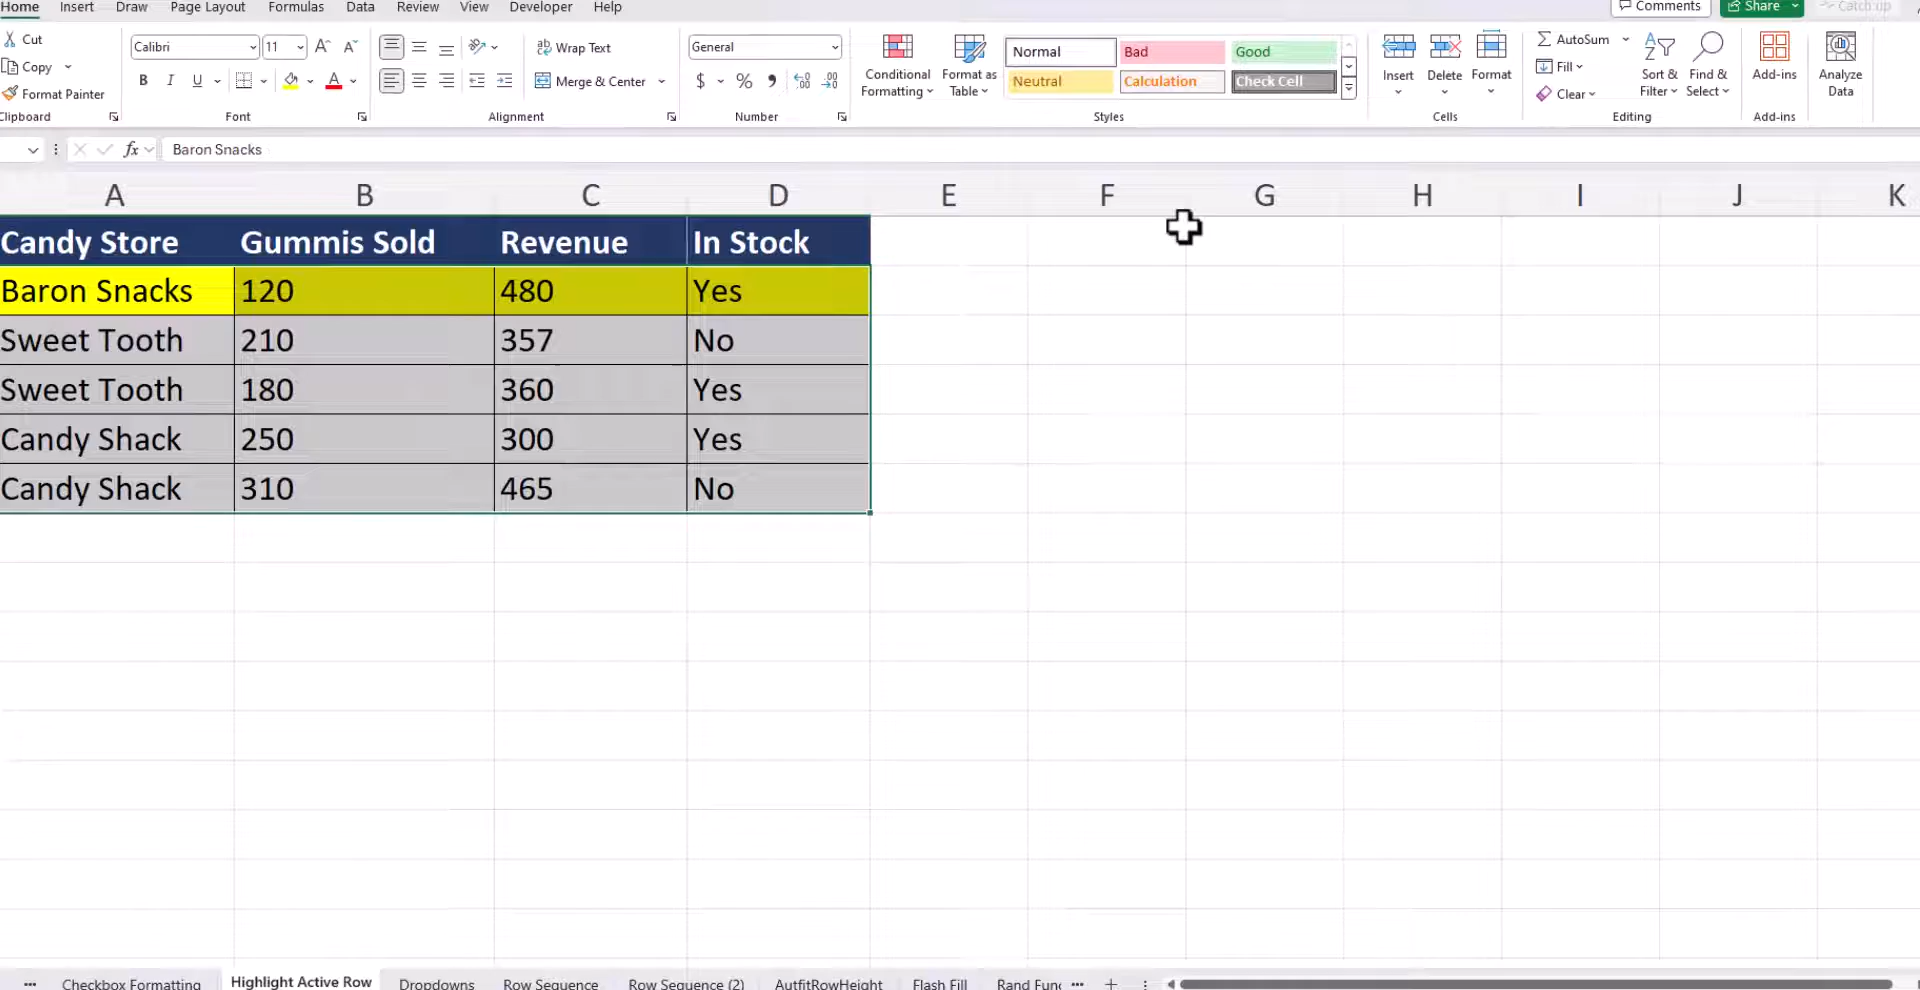 Home Insert Draw Page Layout Formulas Data Review View Developer Help Comments Share Catch up
Cut
Copy
Format Painter
Clipboard
Calibri 11
B I U A
Font
Wrap Text
Merge & Center
Alignment
General
$ % ,
Number
Conditional Formatting
Format as Table
Normal Bad Good
Neutral Calculation Check Cell
Styles
Insert Delete Format
Cells
AutoSum
Fill
Clear
Sort & Filter
Find & Select
Editing
Add-ins
Add-ins
Analyze Data
fx Baron Snacks
A B C D E F G H I J K
Candy Store Gummis Sold Revenue In Stock
Baron Snacks 120 480 Yes
Sweet Tooth 210 357 No
Sweet Tooth 180 360 Yes
Candy Shack 250 300 Yes
Candy Shack 310 465 No
Checkbox Formatting Highlight Active Row Dropdowns Row Sequence Row Sequence (2) AutfitRowHeight Flash Fill Rand Func